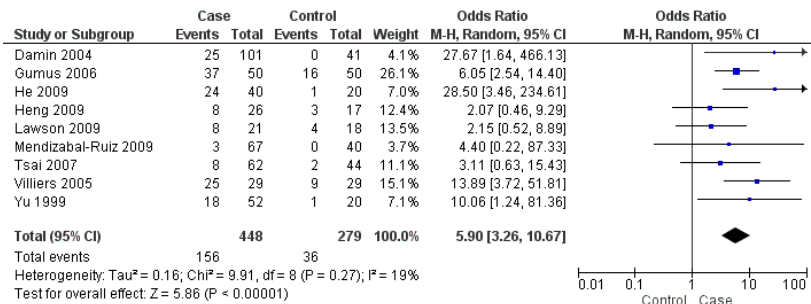 Case Control Odds Ratio Odds Ratio
Study or Subgroup Events Total Events Total Weight M-H, Random, 95% CI M-H, Random, 95% CI
Damin 2004 25 101 0 41 4.1% 27.67 [1.64, 466.13]
Gumus 2006 37 50 16 50 26.1% 6.05 [2.54, 14.40]
He 2009 24 40 1 20 7.3% 28.50 [3.46, 234.61]
Heng 2009 8 26 3 17 12.4% 2.07 [0.46, 9.29]
Lawson 2009 8 21 4 18 13.5% 2.15 [0.52, 8.89]
Mendizabal-Ruiz 2009 3 67 0 40 3.7% 4.40 [0.22, 87.33]
Tsai 2007 8 62 2 44 11.1% 3.11 [0.63, 15.43]
Villiers 2005 25 29 9 29 15.1% 13.89 [3.72, 51.81]
Yu 1999 18 52 1 20 7.1% 10.06 [1.24, 81.36]
Total (95% CI) 448 279 100.0% 5.90 [3.26, 10.67]
Total events 156 36
Heterogeneity: Tau² = 0.16; Chi² = 9.91, df = 8 (P = 0.27); I² = 19%
Test for overall effect: Z = 5.86 (P < 0.00001)
0.01 0.1 1 10 100
Control Case